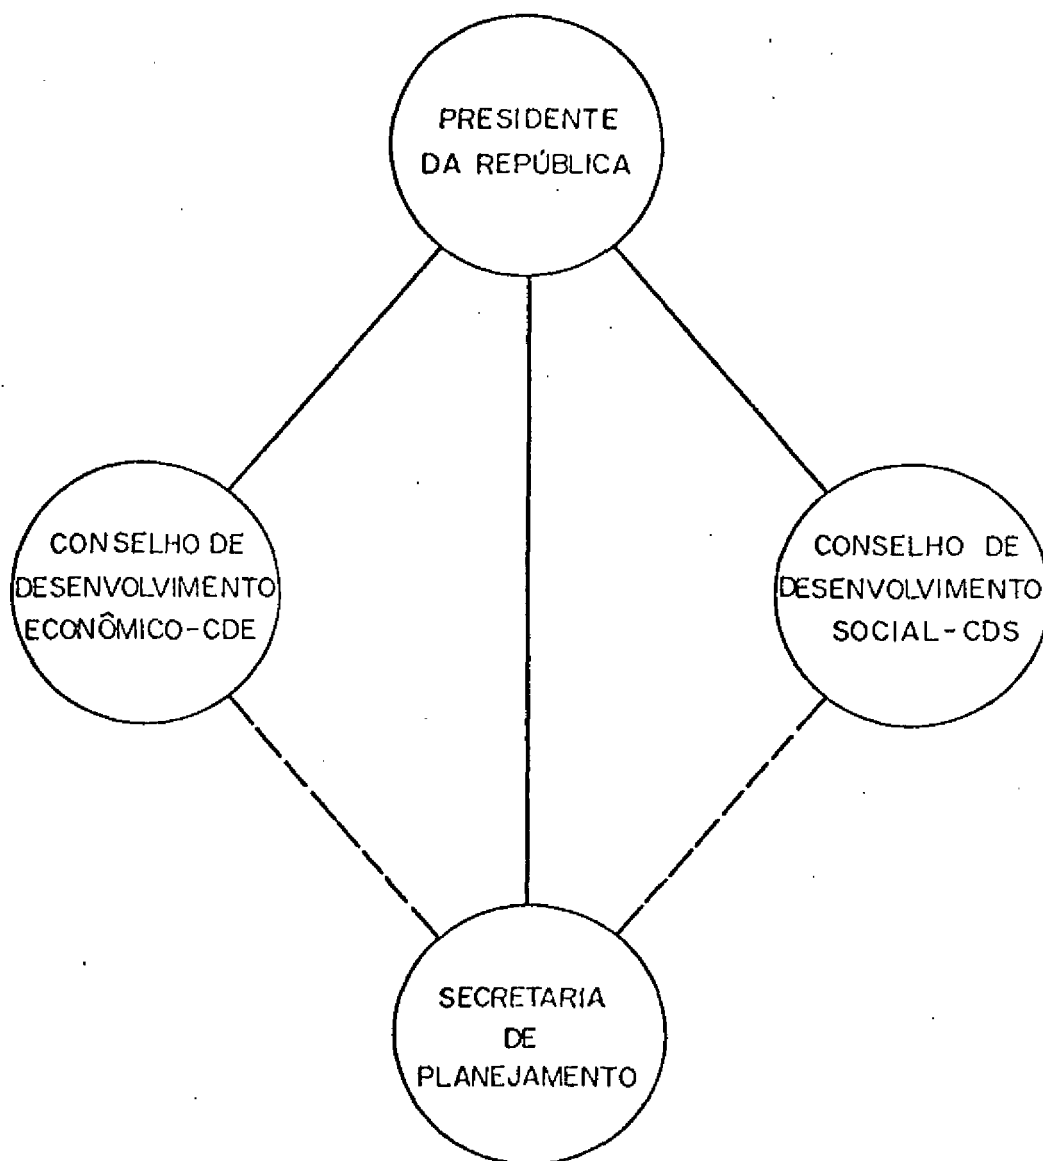 PRESIDENTE
DA REPÚBLICA
CONSELHO DE
DESENVOLVIMENTO
ECONÔMICO-CDE
CONSELHO DE
DESENVOLVIMENTO
SOCIAL-CDS
SECRETARIA
DE
PLANEJAMENTO